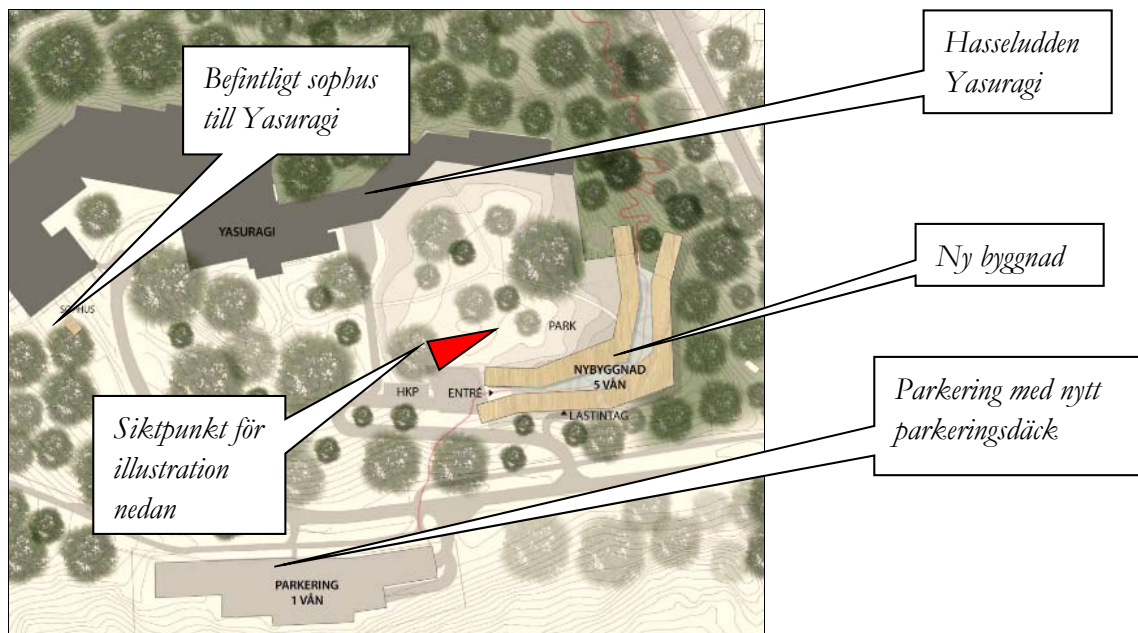 Befintligt sophus
till Yasuragi
Hasseludden
Yasuragi
YASURAGI
SOPHUS
Ny byggnad
PARK
NYBYGGNAD
5 VÅN
HKP
ENTRÉ
LASTINTAG
Siktpunkt för
illustration
nedan
Parkering med nytt
parkeringsdäck
PARKERING
1 VÅN